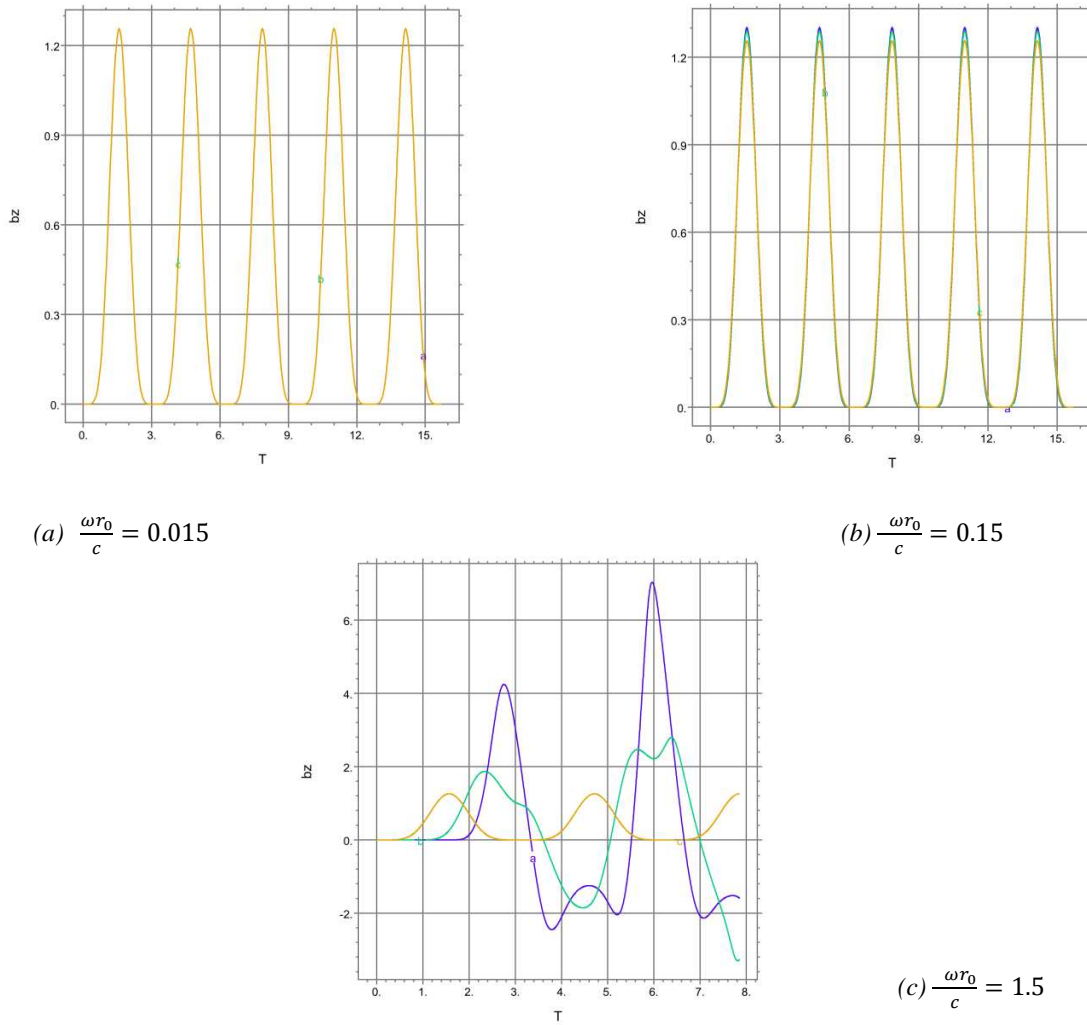 1.2
0.9
0.6
0.3
0.
bz
c
b
a
0. 3. 6. 9. 12. 15.
T
1.2
0.9
0.6
0.3
0.
bz
b
c
a
0. 3. 6. 9. 12. 15.
T
(a) ωr₀/c = 0.015
(b) ωr₀/c = 0.15
6.
4.
2.
0.
-2.
bz
b
a
c
0. 1. 2. 3. 4. 5. 6. 7. 8.
T
(c) ωr₀/c = 1.5